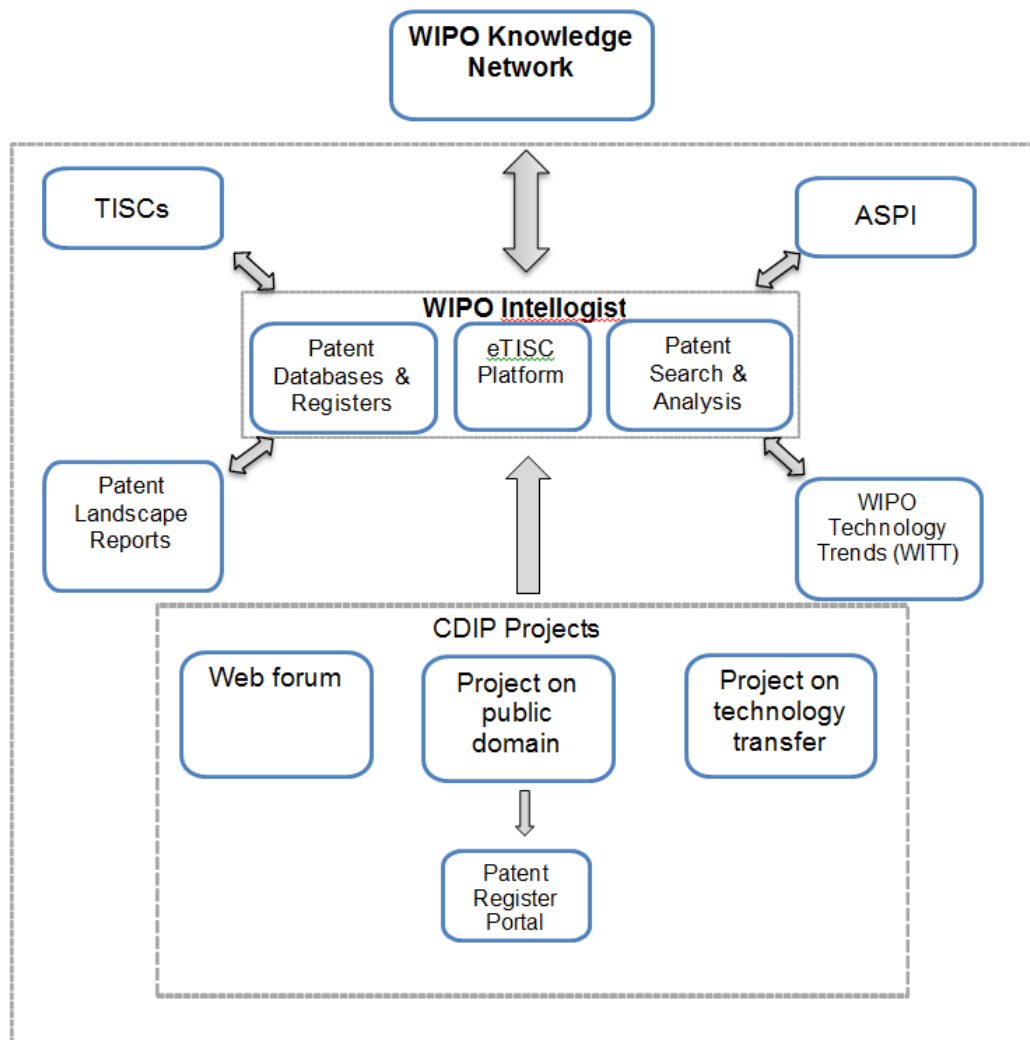 WIPO Knowledge
Network
TISCs
ASPI
WIPO Intellogist
Patent
Databases &
Registers
eTISC
Platform
Patent
Search &
Analysis
Patent
Landscape
Reports
WIPO
Technology
Trends (WITT)
CDIP Projects
Web forum
Project on
public
domain
Project on
technology
transfer
Patent
Register
Portal